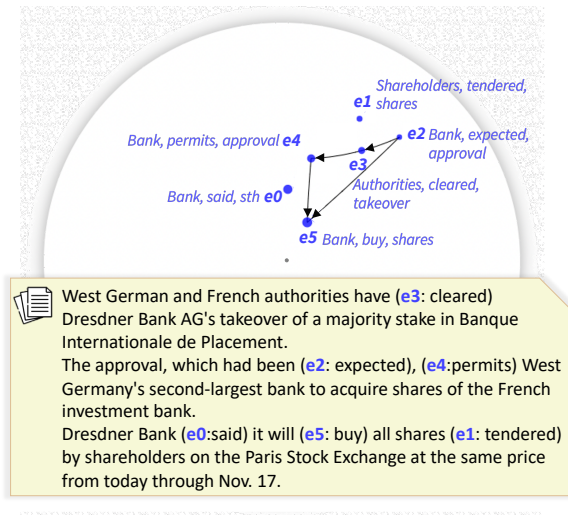 Shareholders, tendered,
e1 shares
Bank, permits, approval e4
e2 Bank, expected,
approval
e3
Authorities, cleared,
takeover
Bank, said, sth e0
e5 Bank, buy, shares
West German and French authorities have (e3: cleared)
Dresdner Bank AG's takeover of a majority stake in Banque
Internationale de Placement.
The approval, which had been (e2: expected), (e4:permits) West
Germany's second-largest bank to acquire shares of the French
investment bank.
Dresdner Bank (e0:said) it will (e5: buy) all shares (e1: tendered)
by shareholders on the Paris Stock Exchange at the same price
from today through Nov. 17.